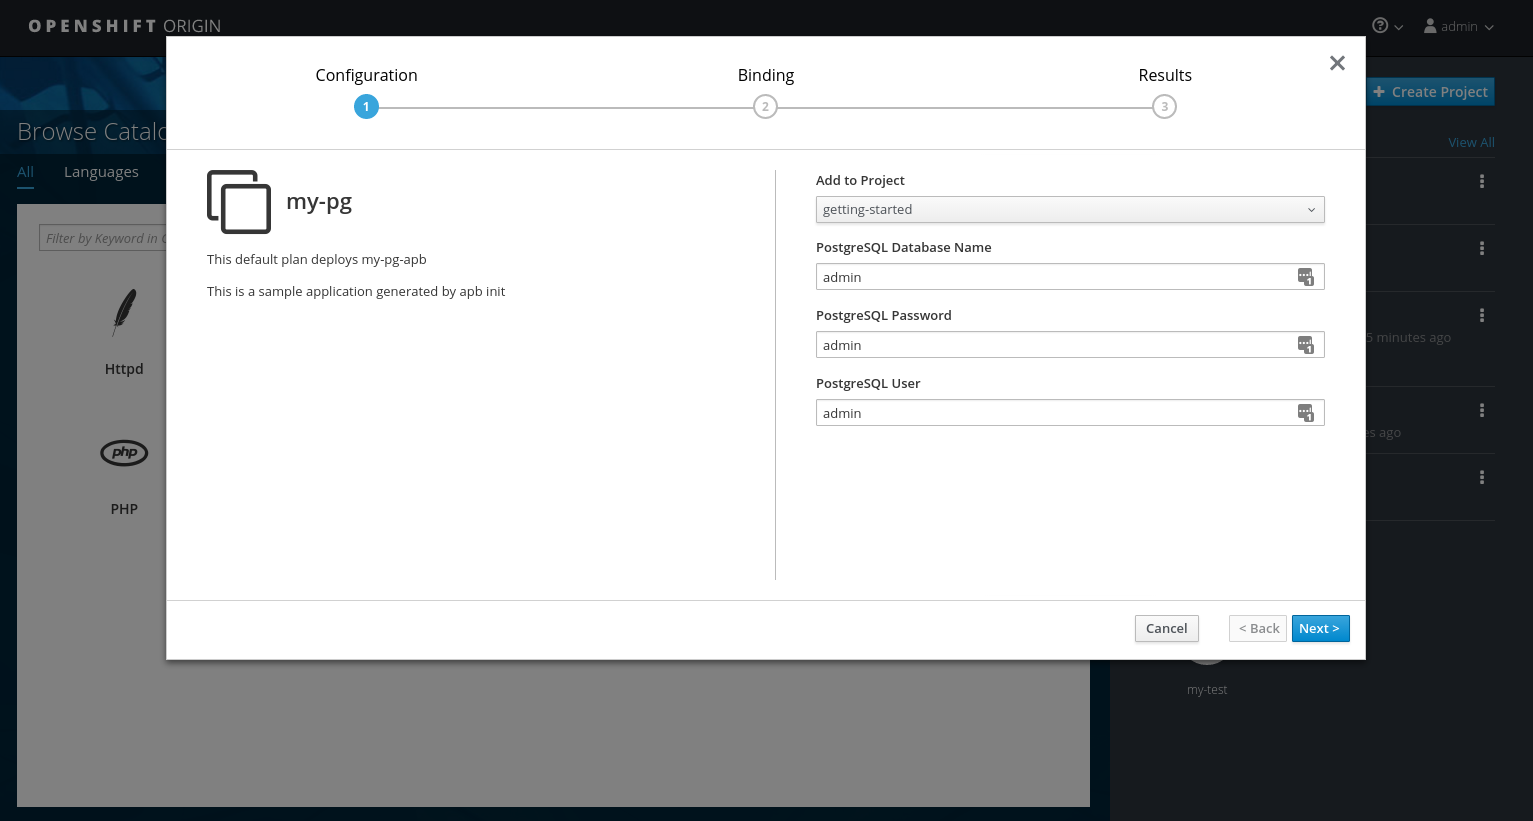 OPENSHIFT ORIGIN
admin
Configuration
Binding
Results
1
2
3
Create Project
Browse
View All
All
Languages
my-pg
Add to Project
getting-started
Filter by Keyword in
This default plan deploys my-pg-apb
This is a sample application generated by apb init
PostgreSQL Database Name
admin
PostgreSQL Password
admin
PostgreSQL User
admin
5 minutes ago
ago
Httpd
php
PHP
Cancel
< Back
Next >
my-test